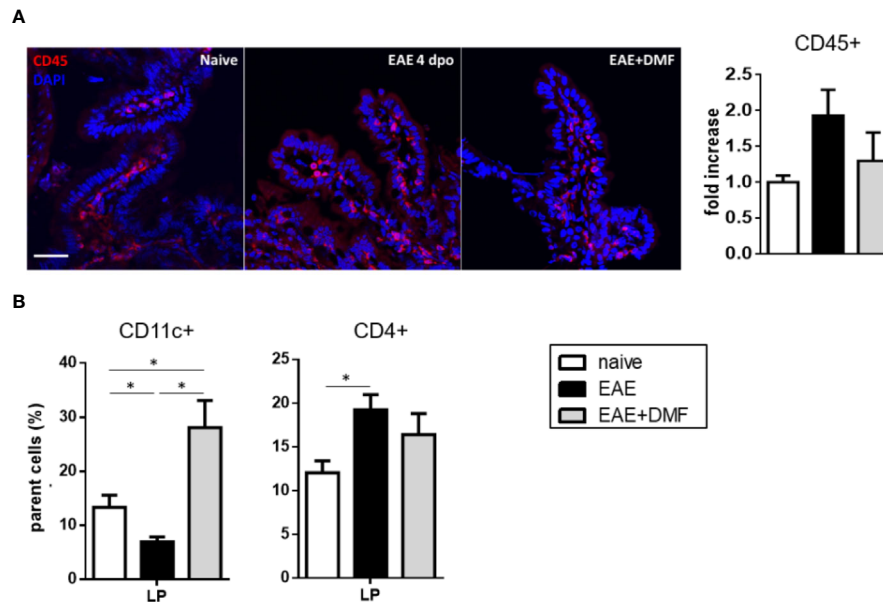 A
CD45
DAPI
Naive
EAE 4 dpo
EAE+DMF
CD45+
fold increase
2.5
2.0
1.5
1.0
0.5
0.0
B
CD11c+
parent cells (%)
40
30
20
10
0
*
*
*
LP
CD4+
25
20
15
10
5
0
*
LP
naive
EAE
EAE+DMF